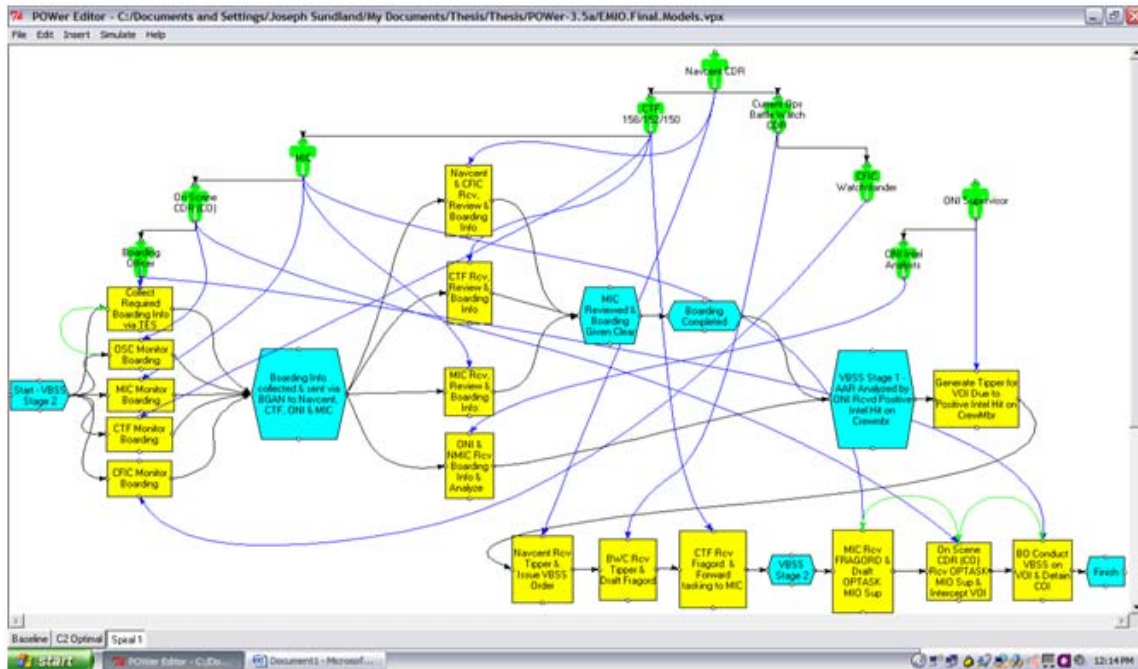 POWer Editor - C:/Documents and Settings/Joseph Sundland/My Documents/Thesis/Thesis/POWer-3.5a/EMIO.Final.Models.vpx
File Edit Insert Simulate Help
Navcent CDR
CTF
156/152/150
Current Ops
Battle Watch
CDR
MIC
CFIC
Watchstander
On Scene
CDR (CO)
ONI Supervisor
Boarding
Officer
ONI Intel
Analysts
Navcent
& CFIC Rcv,
Review &
Boarding
Info
CTF Rcv,
Review &
Boarding
Info
MIC Rcv,
Review &
Boarding
Info
ONI &
NMIC Rcv
Boarding
Info &
Analyze
Collect
Required
Boarding Info
via TES
OSC Monitor
Boarding
MIC Monitor
Boarding
CTF Monitor
Boarding
CFIC Monitor
Boarding
Start - VBSS
Stage 2
Boarding Info
collected & sent via
BGAN to Navcent,
CTF, ONI & MIC
MIC
Reviewed &
Boarding
Given Clear
Boarding
Completed
VBSS Stage 1 -
AAR Analyzed by
ONI Rcvd Positive
Intel Hit on
Crewmbr
Generate Tipper for
VOI Due to
Positive Intel Hit on
CrewMbr
Navcent Rcv
Tipper &
Issue VBSS
Order
BWC Rcv
Tipper &
Draft Fragord
CTF Rcv
Fragord & 
Forward
tasking to MIC
VBSS
Stage 2
MIC Rcv
FRAGORD &
Draft
OPTASK
MIO Sup
On Scene
CDR (CO)
Rcv OPTASK
MIO Sup &
Intercept VOI
BO Conduct
VBSS on
VOI & Detain
COI
Finish
Baseline C2 Optimal Spiral 1
start POWer Editor - C:/Do... Document1 - Microsof... 12:14 PM